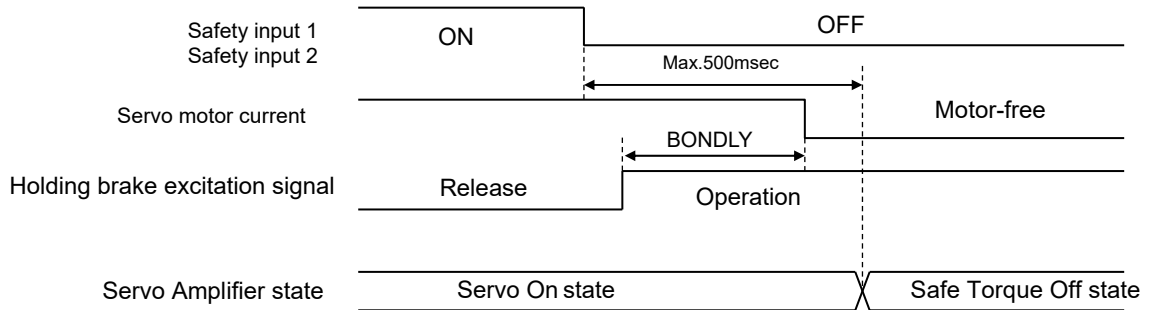 Safety input 1
Safety input 2
ON
OFF
Max.500msec
Servo motor current
Motor-free
BONDLY
Holding brake excitation signal
Release
Operation
Servo Amplifier state
Servo On state
Safe Torque Off state